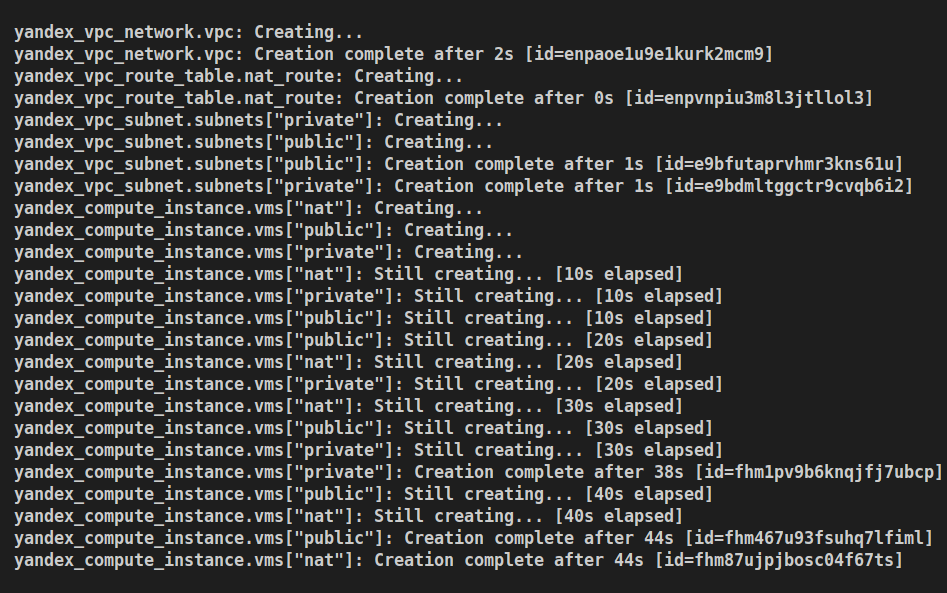 yandex_vpc_network.vpc: Creating...
yandex_vpc_network.vpc: Creation complete after 2s [id=enpaoe1u9e1kurk2mcm9]
yandex_vpc_route_table.nat_route: Creating...
yandex_vpc_route_table.nat_route: Creation complete after 0s [id=enpvnpiu3m8l3jtllol3]
yandex_vpc_subnet.subnets["private"]: Creating...
yandex_vpc_subnet.subnets["public"]: Creating...
yandex_vpc_subnet.subnets["public"]: Creation complete after 1s [id=e9bfutaprvhmr3kns61u]
yandex_vpc_subnet.subnets["private"]: Creation complete after 1s [id=e9bdmltggctr9cvqb6i2]
yandex_compute_instance.vms["nat"]: Creating...
yandex_compute_instance.vms["public"]: Creating...
yandex_compute_instance.vms["private"]: Creating...
yandex_compute_instance.vms["nat"]: Still creating... [10s elapsed]
yandex_compute_instance.vms["private"]: Still creating... [10s elapsed]
yandex_compute_instance.vms["public"]: Still creating... [10s elapsed]
yandex_compute_instance.vms["public"]: Still creating... [20s elapsed]
yandex_compute_instance.vms["nat"]: Still creating... [20s elapsed]
yandex_compute_instance.vms["private"]: Still creating... [20s elapsed]
yandex_compute_instance.vms["nat"]: Still creating... [30s elapsed]
yandex_compute_instance.vms["public"]: Still creating... [30s elapsed]
yandex_compute_instance.vms["private"]: Still creating... [30s elapsed]
yandex_compute_instance.vms["private"]: Creation complete after 38s [id=fhm1pv9b6knqjfj7ubcp]
yandex_compute_instance.vms["public"]: Still creating... [40s elapsed]
yandex_compute_instance.vms["nat"]: Still creating... [40s elapsed]
yandex_compute_instance.vms["public"]: Creation complete after 44s [id=fhm467u93fsuhq7lfiml]
yandex_compute_instance.vms["nat"]: Creation complete after 44s [id=fhm87ujpjbosc04f67ts]